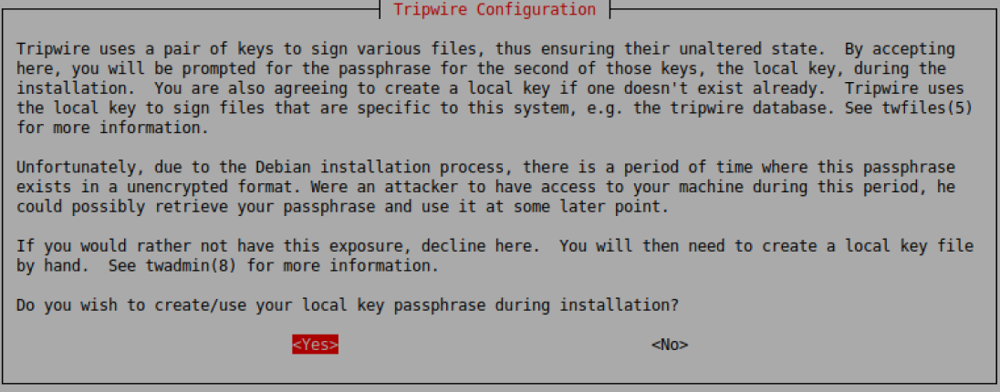 Tripwire Configuration
Tripwire uses a pair of keys to sign various files, thus ensuring their unaltered state.  By accepting
here, you will be prompted for the passphrase for the second of those keys, the local key, during the
installation.  You are also agreeing to create a local key if one doesn't exist already.  Tripwire uses
the local key to sign files that are specific to this system, e.g. the tripwire database. See twfiles(5)
for more information.
Unfortunately, due to the Debian installation process, there is a period of time where this passphrase
exists in a unencrypted format. Were an attacker to have access to your machine during this period, he
could possibly retrieve your passphrase and use it at some later point.
If you would rather not have this exposure, decline here.  You will then need to create a local key file
by hand.  See twadmin(8) for more information.
Do you wish to create/use your local key passphrase during installation?
<Yes> <No>